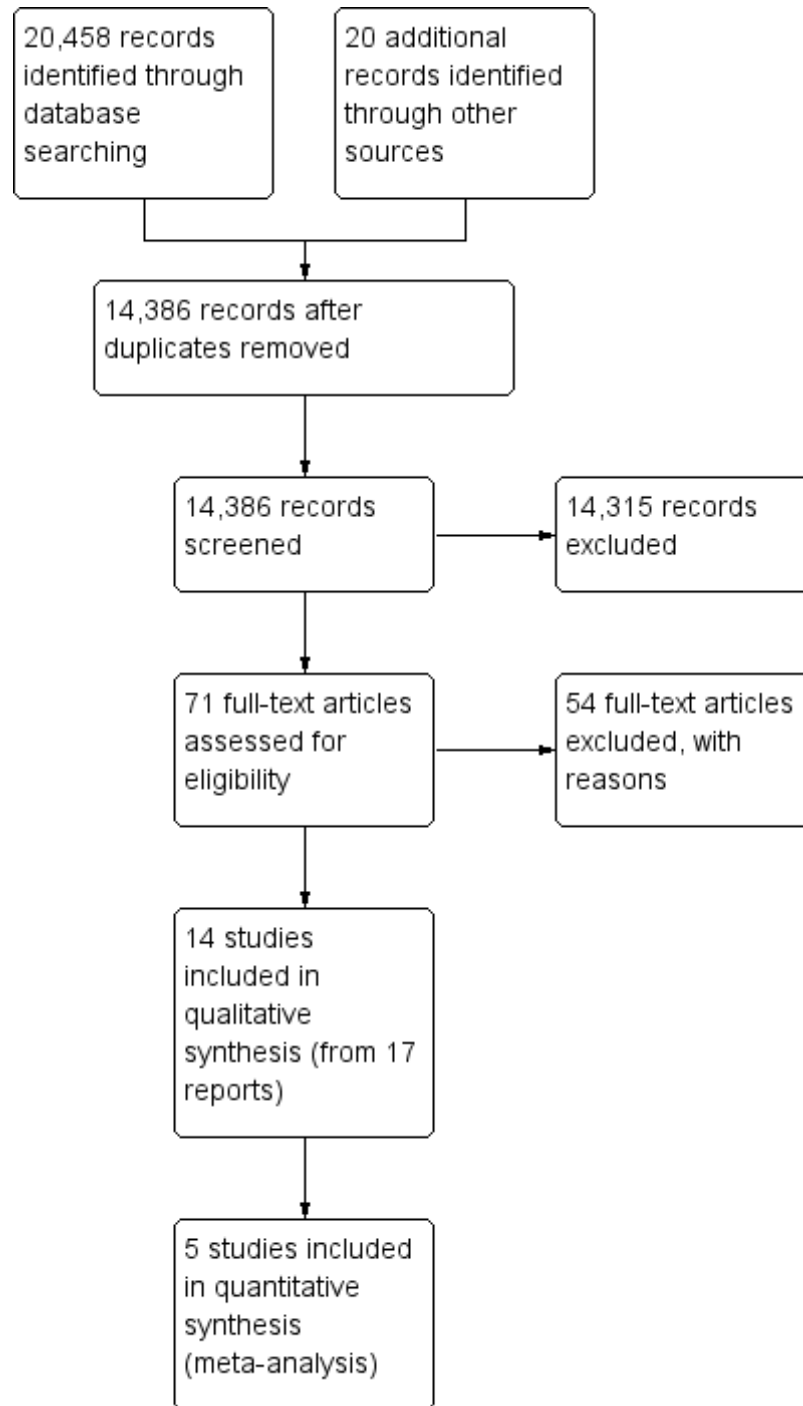 20,458 records
identified through
database
searching
20 additional
records identified
through other
sources
14,386 records after
duplicates removed
14,386 records
screened
14,315 records
excluded
71 full-text articles
assessed for
eligibility
54 full-text articles
excluded, with
reasons
14 studies
included in
qualitative
synthesis (from 17
reports)
5 studies included
in quantitative
synthesis
(meta-analysis)